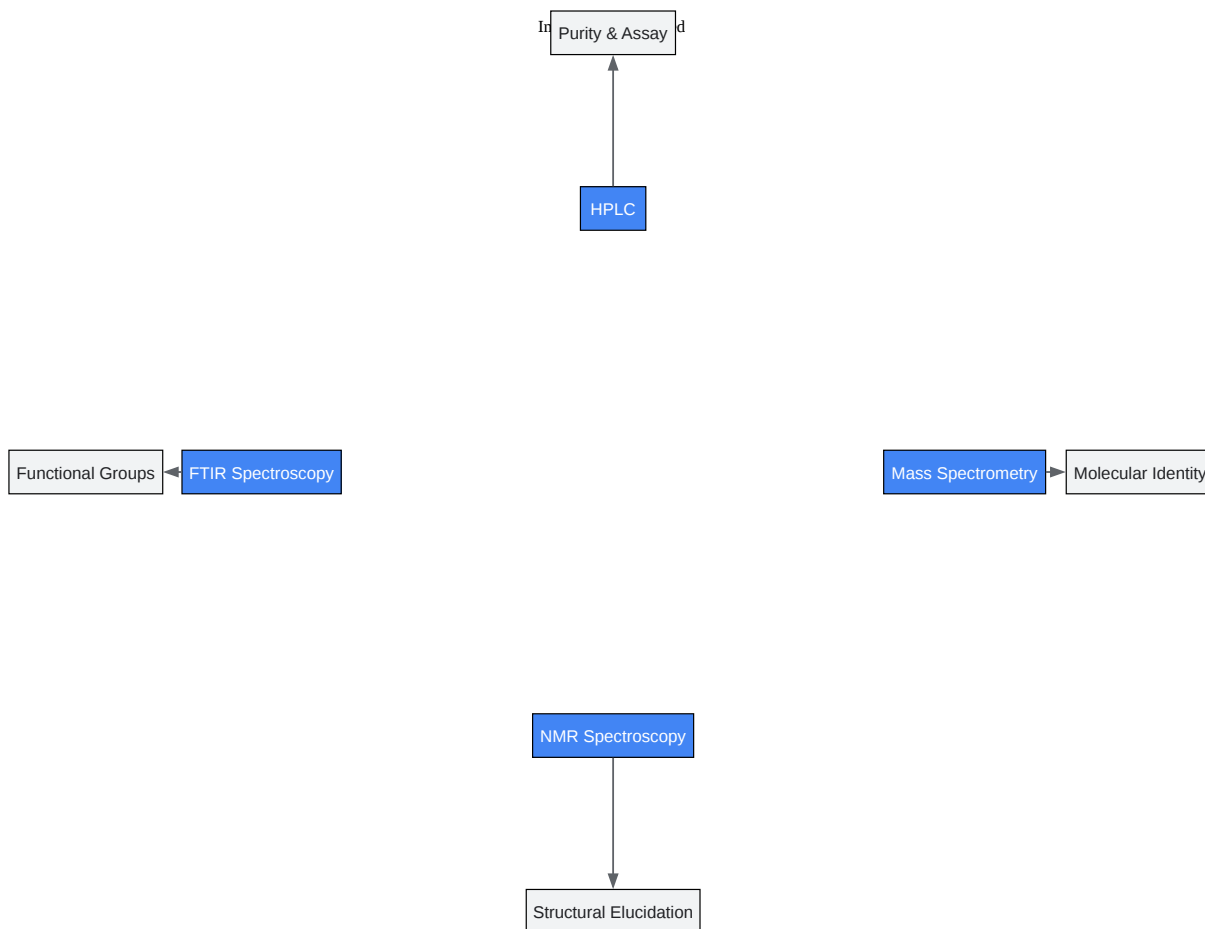 Purity & Assay
HPLC
Functional Groups
FTIR Spectroscopy
Mass Spectrometry
Molecular Identity
NMR Spectroscopy
Structural Elucidation